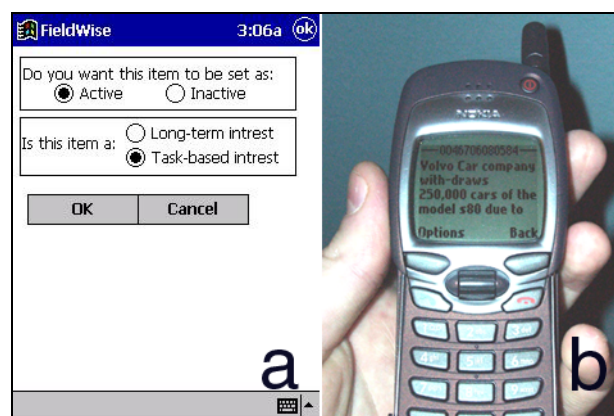 FieldWise 3:06a ok
Do you want this item to be set as:
Active Inactive
Is this item a: Long-term intrest
Task-based intrest
OK Cancel
a
NOKIA
0046706080584
Volvo Car company
with-draws
250,000 cars of the
model s80 due to
Options Back
b